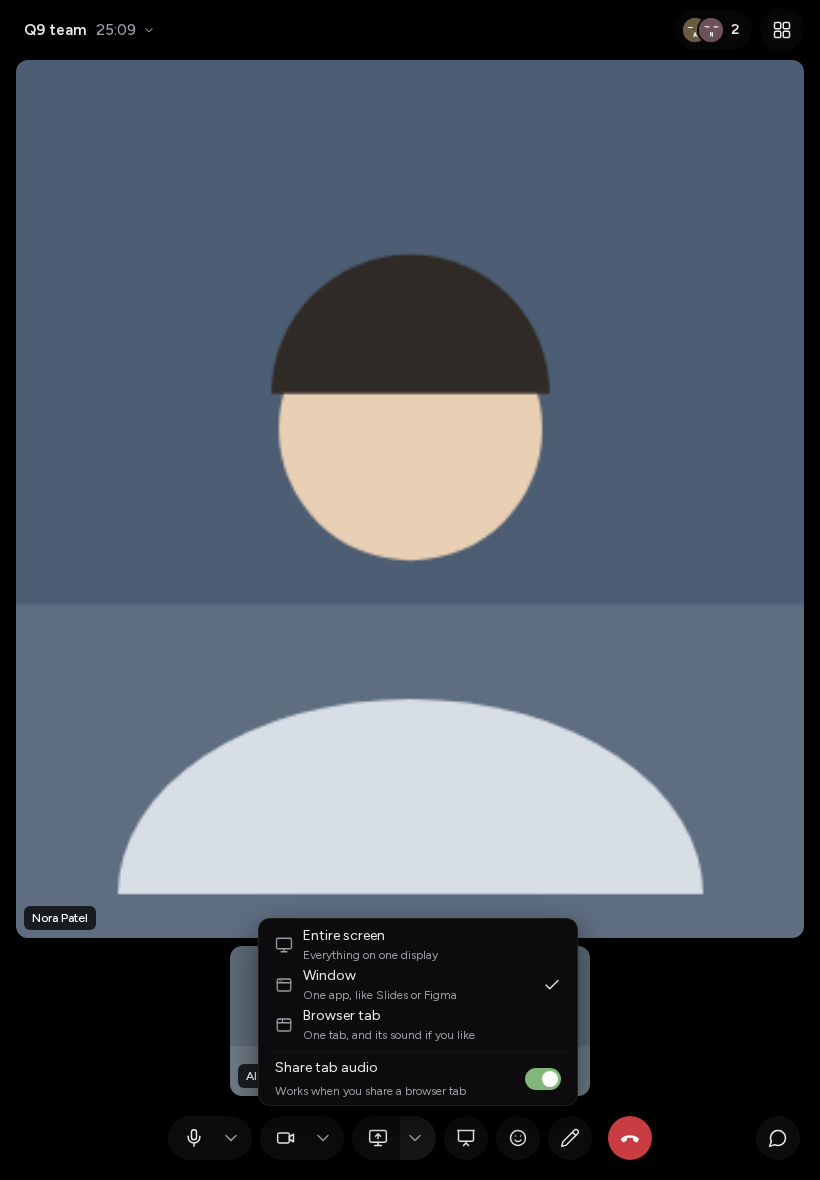 Q9 team 25:09
A N 2
Nora Patel
Entire screen
Everything on one display
Window
One app, like Slides or Figma
Browser tab
One tab, and its sound if you like
Share tab audio
Works when you share a browser tab